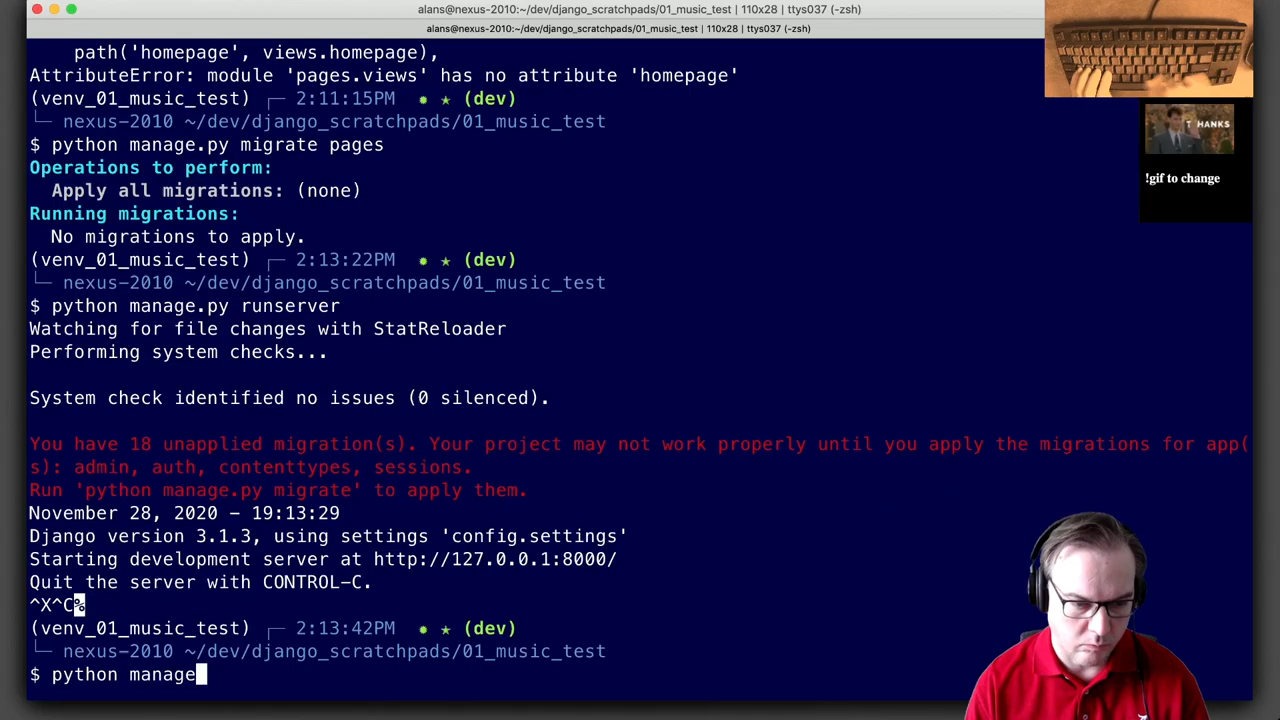 alans@nexus-2010:~/dev/django_scratchpads/01_music_test | 110x28 | ttys037 (-zsh)
alans@nexus-2010:~/dev/django_scratchpads/01_music_test | 110x28 | ttys037 (-zsh)
path('homepage', views.homepage),
AttributeError: module 'pages.views' has no attribute 'homepage'
(venv_01_music_test) ┌─ 2:11:15PM ✹ ★ (dev)
└─ nexus-2010 ~/dev/django_scratchpads/01_music_test
$ python manage.py migrate pages
Operations to perform:
Apply all migrations: (none)
Running migrations:
No migrations to apply.
(venv_01_music_test) ┌─ 2:13:22PM ✹ ★ (dev)
└─ nexus-2010 ~/dev/django_scratchpads/01_music_test
$ python manage.py runserver
Watching for file changes with StatReloader
Performing system checks...
System check identified no issues (0 silenced).
You have 18 unapplied migration(s). Your project may not work properly until you apply the migrations for app(
s): admin, auth, contenttypes, sessions.
Run 'python manage.py migrate' to apply them.
November 28, 2020 - 19:13:29
Django version 3.1.3, using settings 'config.settings'
Starting development server at http://127.0.0.1:8000/
Quit the server with CONTROL-C.
^X^C%
(venv_01_music_test) ┌─ 2:13:42PM ✹ ★ (dev)
└─ nexus-2010 ~/dev/django_scratchpads/01_music_test
$ python manage
HANKS
!gif to change